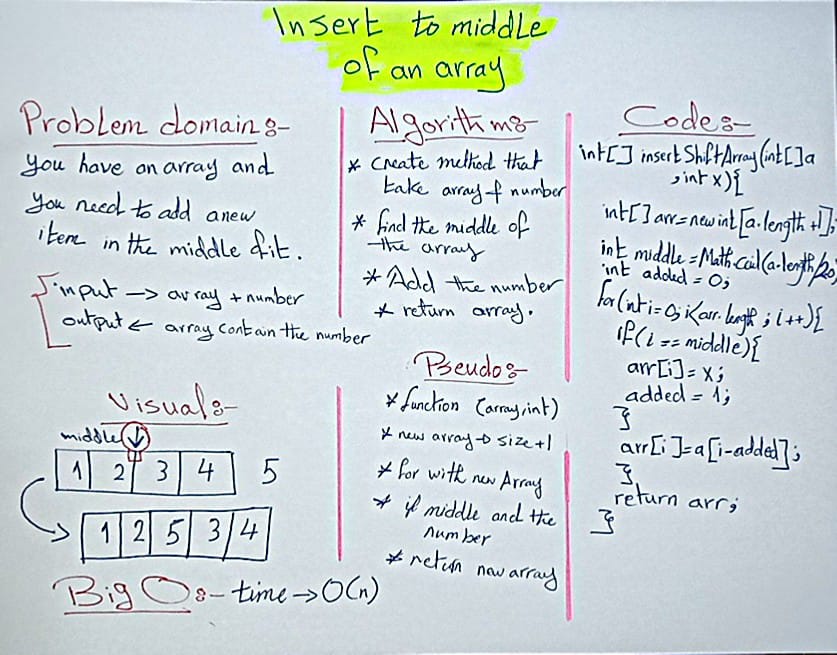 Insert to middle
of an array
Problem domain:-
you have an array and
you need to add anew
item in the middle of it.
input → array + number
output ← array contain the number
Visual:-
middle
1 2 3 4 5
1 2 5 3 4
Big O:- time → O(n)
Algorithm:-
* create method that
take array & number
* find the middle of
the array
* Add the number
* return array.
Pseudo:-
* function (array,int)
* new array → size+1
* for with new Array
* if middle and the
number
* return new array
Code:-
int[] insertShiftArray(int[]a
,int x){
int[] arr=new int[a.length +1];
int middle=Math.ceil(a.length/2.0)
int added = 0;
for(int i=0;i<arr.length ; i++){
if(i == middle){
arr[i]=x;
added = 1;
}
arr[i]=a[i-added];
}
return arr;
}